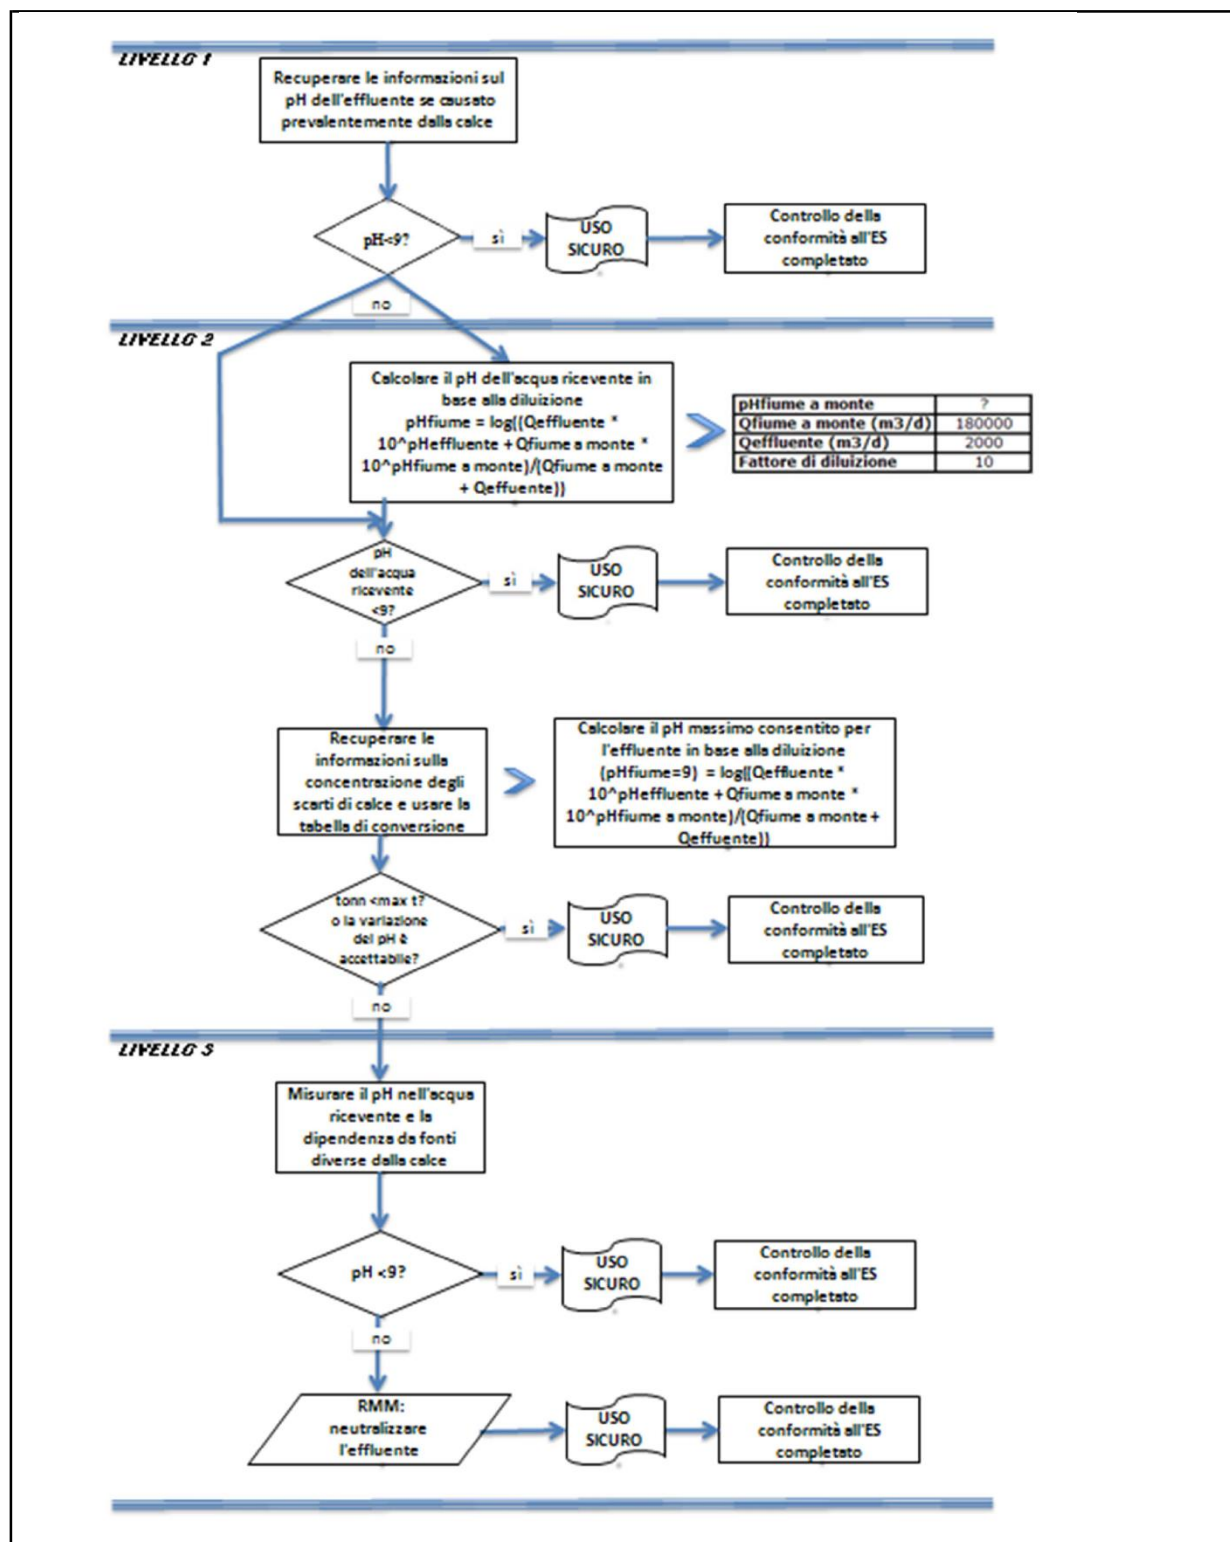 LIVELLO 1
Recuperare le informazioni sul
pH dell'effluente se causato
prevalentemente dalla calce
pH<9?
sì
USO
SICURO
Controllo della
conformità all'ES
completato
no
LIVELLO 2
Calcolare il pH dell'acqua ricevente in
base alla diluizione
pHfiume = log((Qeffluente *
10^pHeffluente + Qfiume a monte *
10^pHfiume a monte)/(Qfiume a monte
+ Qeffuente))
pHfiume a monte ?
Qfiume a monte (m3/d) 180000
Qeffluente (m3/d) 2000
Fattore di diluizione 10
pH
dell'acqua
ricevente
<9?
sì
USO
SICURO
Controllo della
conformità all'ES
completato
no
Recuperare le
informazioni sulla
concentrazione degli
scarti di calce e usare la
tabella di conversione
Calcolare il pH massimo consentito per
l'effluente in base alla diluizione
(pHfiume=9) = log((Qeffluente *
10^pHeffluente + Qfiume a monte *
10^pHfiume a monte)/(Qfiume a monte +
Qeffuente))
tonn <max t?
o la variazione
del pH è
accettabile?
sì
USO
SICURO
Controllo della
conformità all'ES
completato
no
LIVELLO 3
Misurare il pH nell'acqua
ricevente e la
dipendenza da fonti
diverse dalla calce
pH <9?
sì
USO
SICURO
Controllo della
conformità all'ES
completato
no
RMM:
neutralizzare
l'effluente
USO
SICURO
Controllo della
conformità all'ES
completato